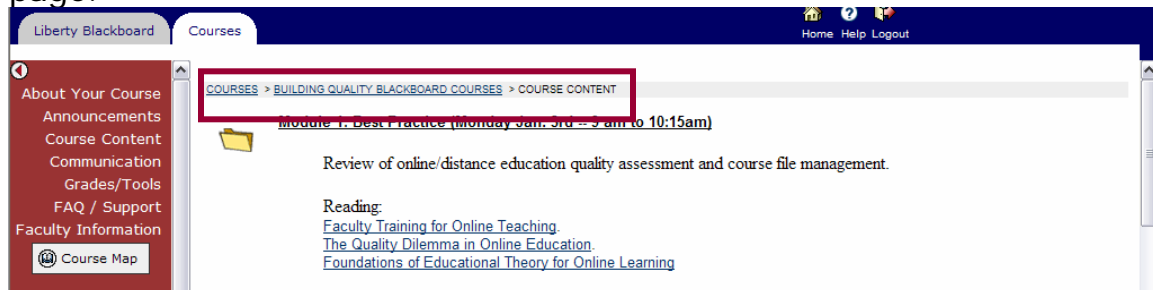 page.
Liberty Blackboard Courses
Home Help Logout
COURSES > BUILDING QUALITY BLACKBOARD COURSES > COURSE CONTENT
Module 1: Best Practice (Monday Jan. 3rd -- 9 am to 10:15am)
About Your Course
Announcements
Course Content
Communication
Grades/Tools
FAQ / Support
Faculty Information
Course Map
Review of online/distance education quality assessment and course file management.
Reading:
Faculty Training for Online Teaching.
The Quality Dilemma in Online Education.
Foundations of Educational Theory for Online Learning